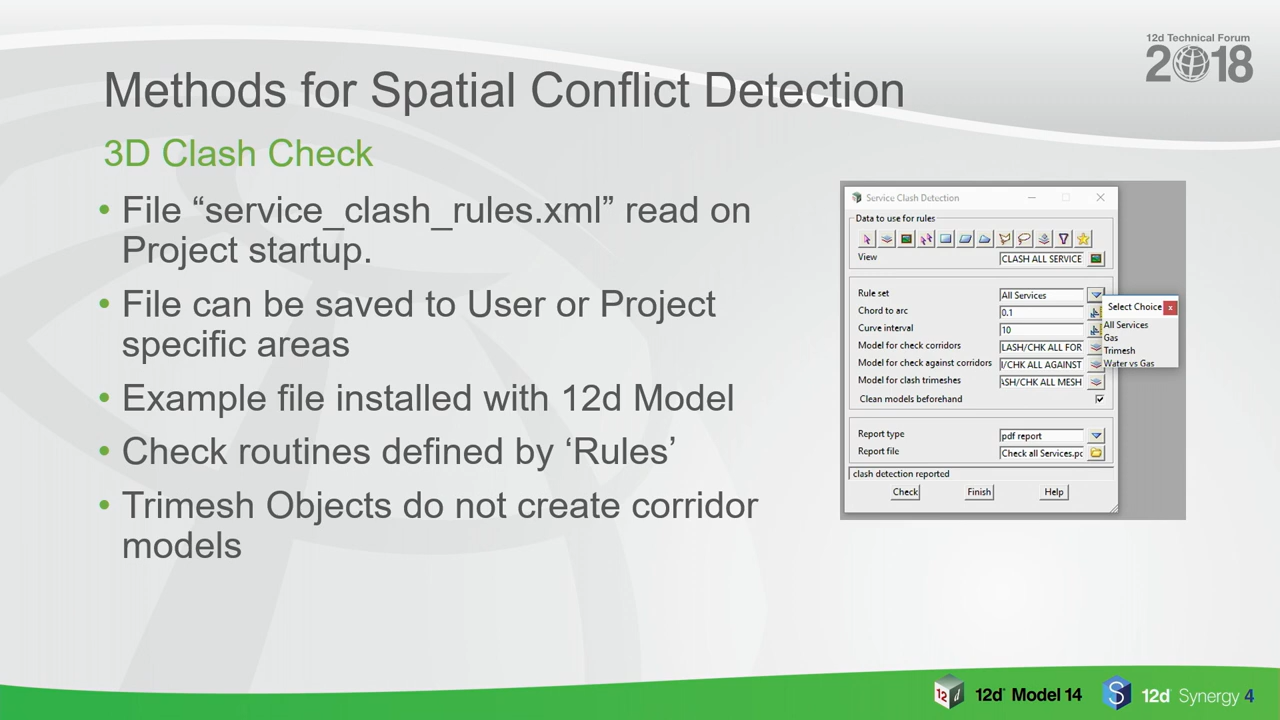 12d Technical Forum
2018
Methods for Spatial Conflict Detection
3D Clash Check
• File “service_clash_rules.xml” read on
Project startup.
• File can be saved to User or Project
specific areas
• Example file installed with 12d Model
• Check routines defined by ‘Rules’
• Trimesh Objects do not create corridor
models
Service Clash Detection
Data to use for rules
View CLASH ALL SERVICE
Rule set All Services
Chord to arc 0.1
Curve interval 10
Model for check corridors LASH/CHK ALL FOR
Model for check against corridors I/CHK ALL AGAINST
Model for clash trimeshes ASH/CHK ALL MESH
Clean models beforehand
Select Choice
All Services
Gas
Trimesh
Water vs Gas
Report type pdf report
Report file Check all Services.pc
clash detection reported
Check Finish Help
12d Model 14 12d Synergy 4